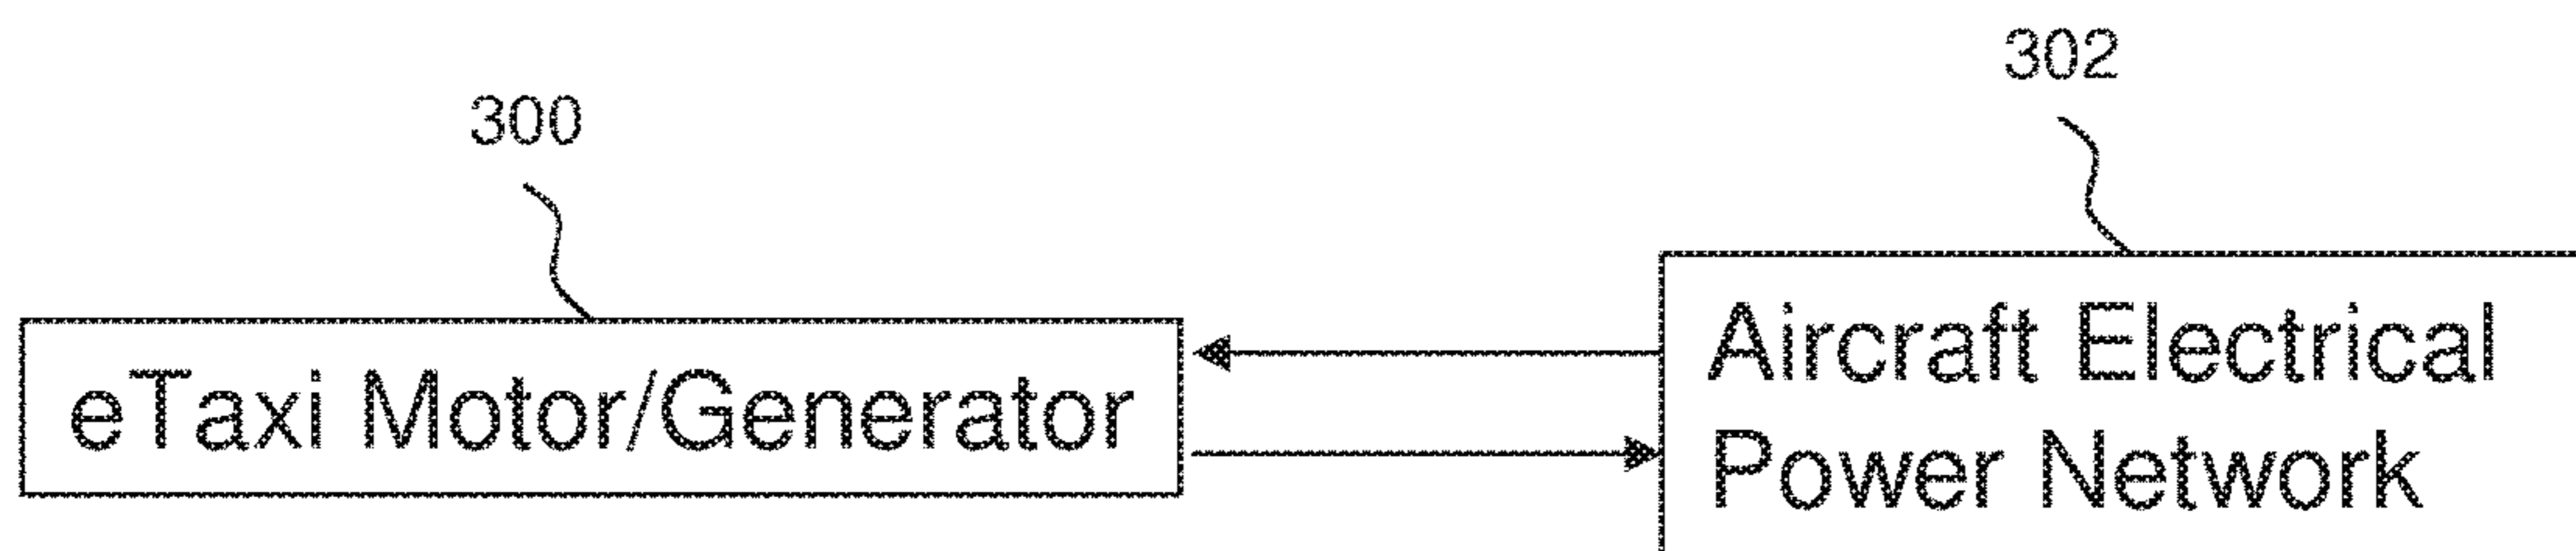 302
300
eTaxi Motor/Generator
Aircraft Electrical
Power Network